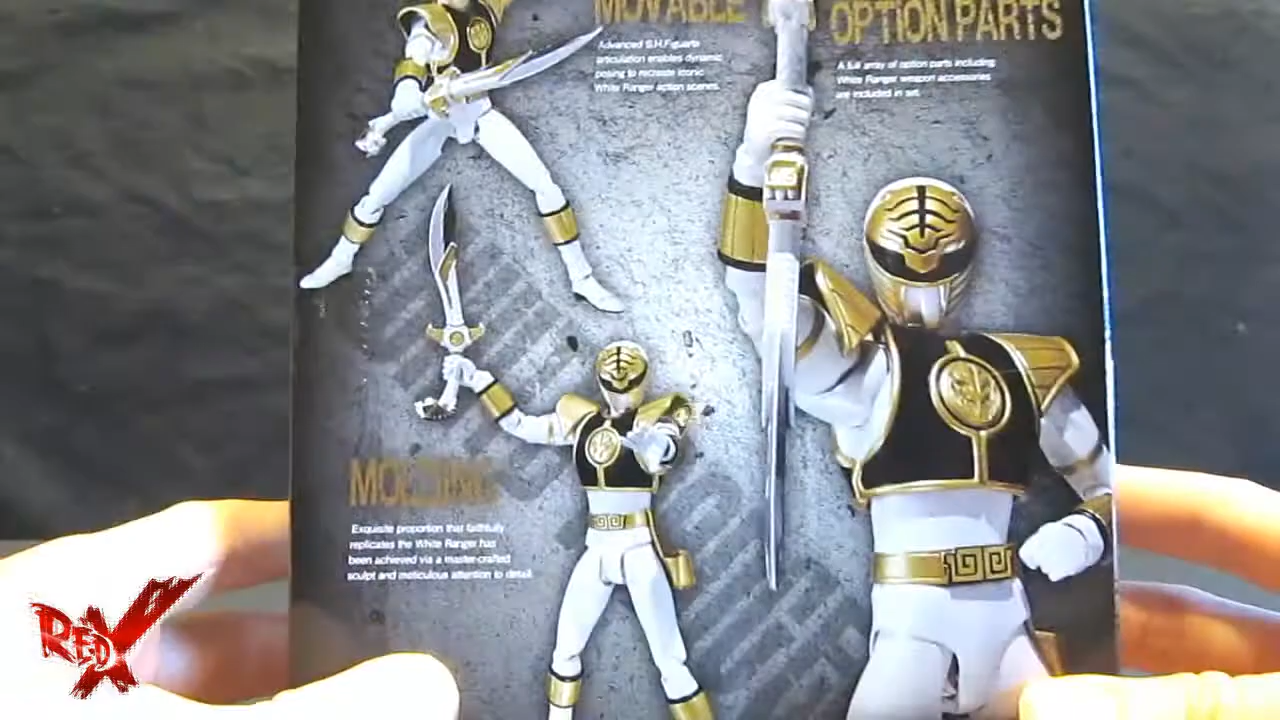 MOVABLE
Advanced S.H.Figuarts
articulation enables dynamic
posing to recreate iconic
White Ranger action scenes.
OPTION PARTS
A full array of option parts including
White Ranger weapon accessories
are included in set.
MOLDING
Exquisite proportion that faithfully
replicates the White Ranger has
been achieved via a master-crafted
sculpt and meticulous attention to detail.
RED X